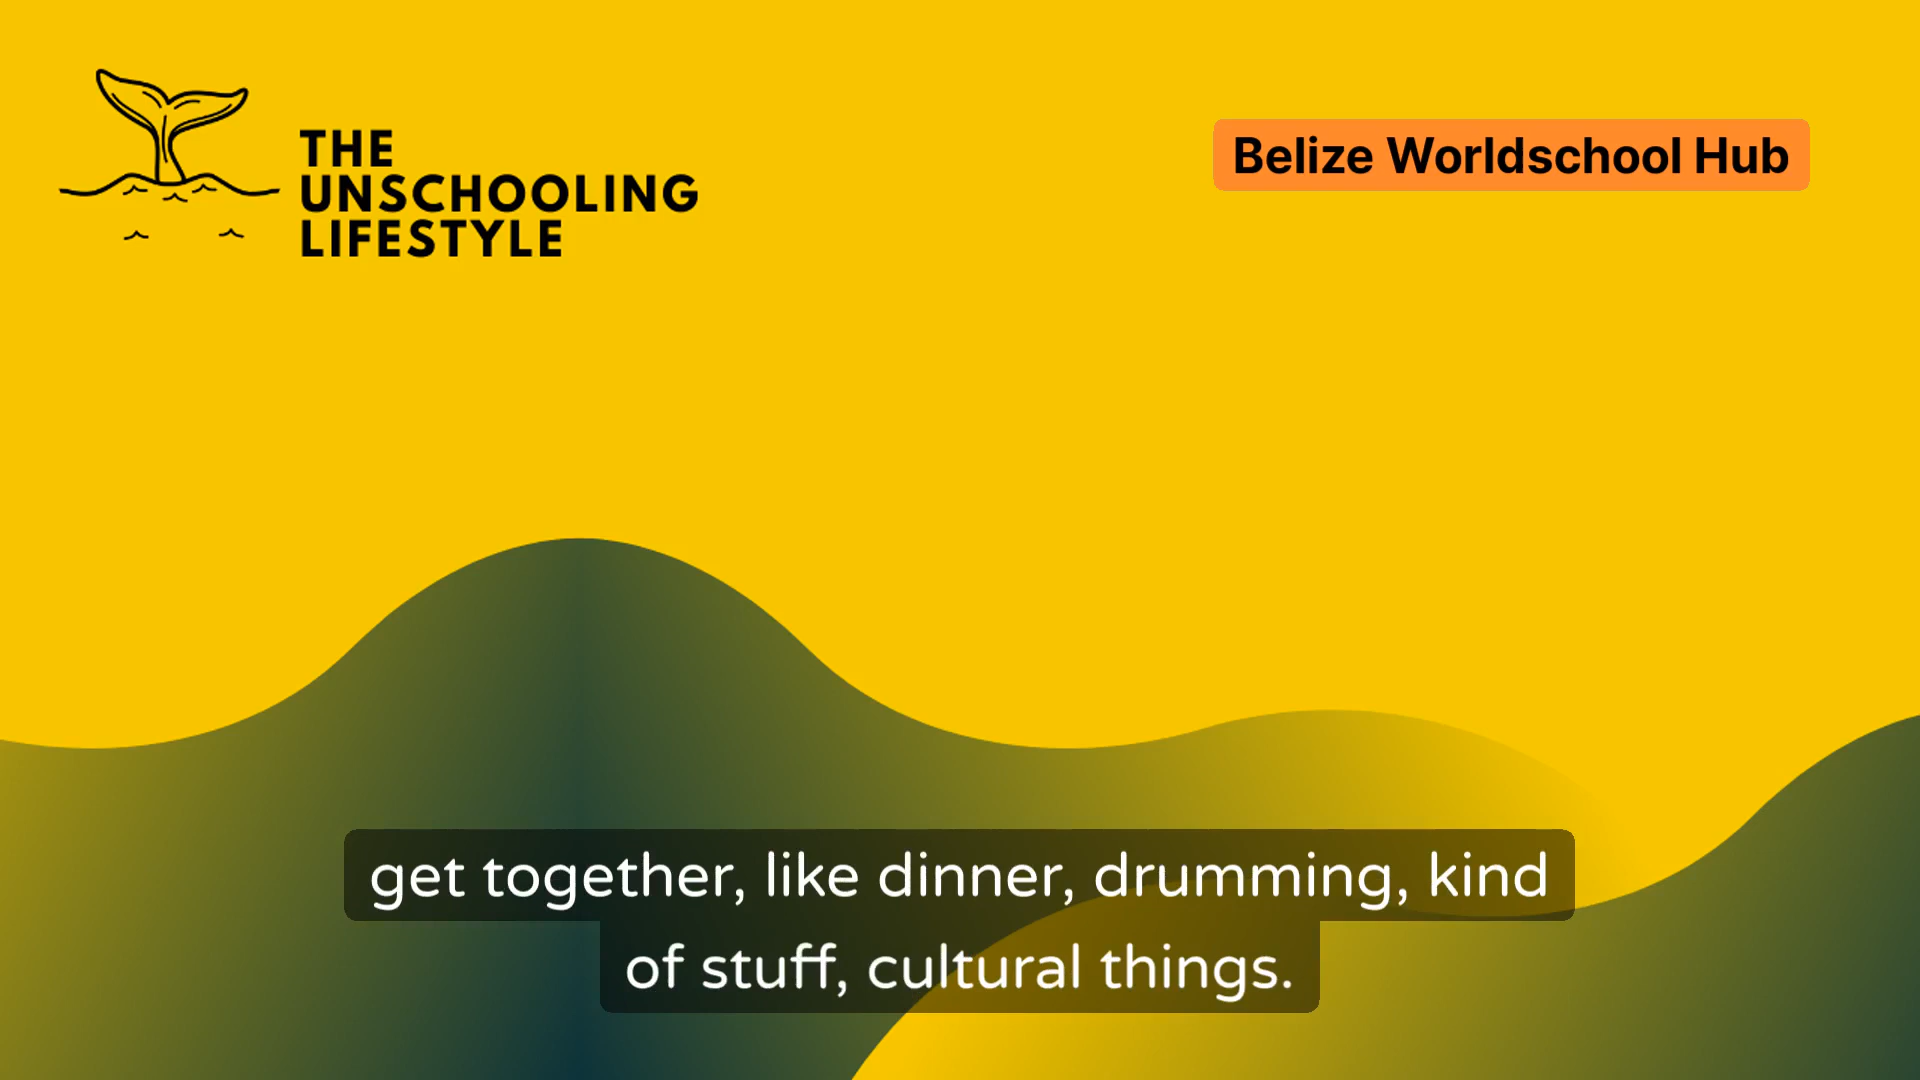 THE
UNSCHOOLING
LIFESTYLE
Belize Worldschool Hub
get together, like dinner, drumming, kind
of stuff, cultural things.